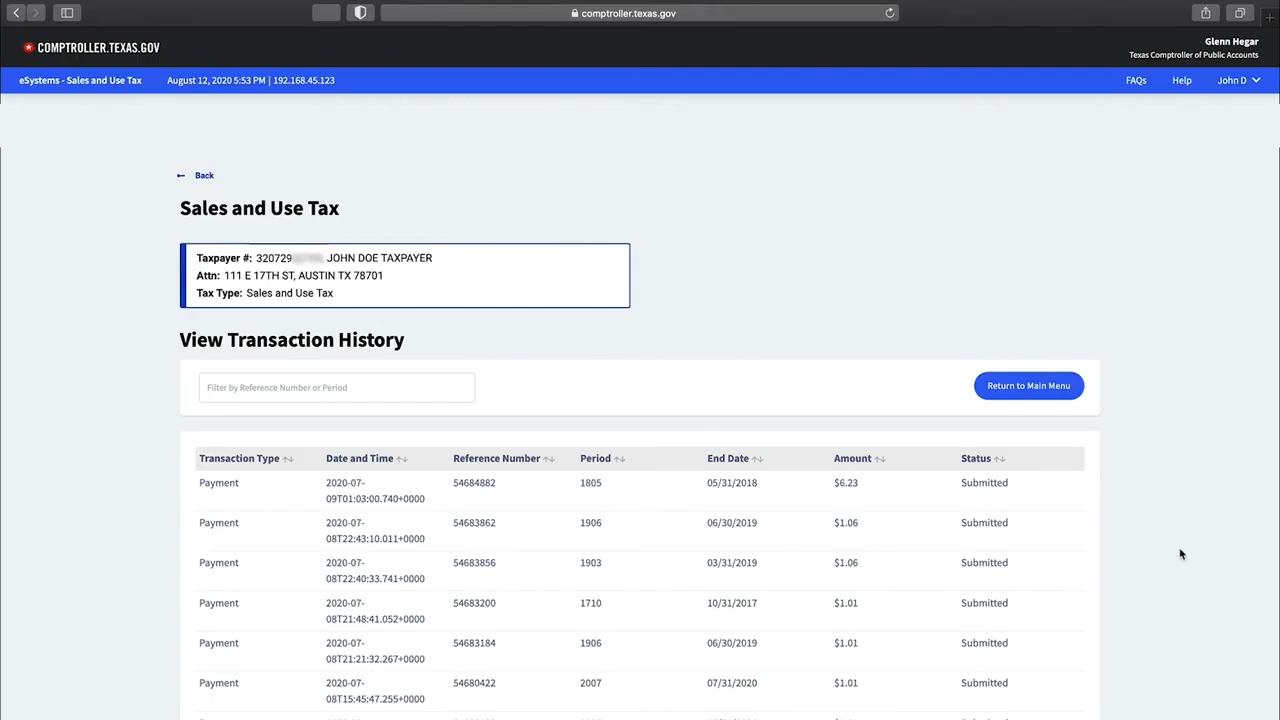 comptroller.texas.gov
COMPTROLLER.TEXAS.GOV
Glenn Hegar
Texas Comptroller of Public Accounts
eSystems - Sales and Use Tax August 12, 2020 5:53 PM | 192.168.45.123 FAQs Help John D
← Back
Sales and Use Tax
Taxpayer #: 320729 JOHN DOE TAXPAYER
Attn: 111 E 17TH ST, AUSTIN TX 78701
Tax Type: Sales and Use Tax
View Transaction History
Filter by Reference Number or Period Return to Main Menu
Transaction Type Date and Time Reference Number Period End Date Amount Status
Payment 2020-07- 54684882 1805 05/31/2018 $6.23 Submitted
09T01:03:00.740+0000
Payment 2020-07- 54683862 1906 06/30/2019 $1.06 Submitted
08T22:43:10.011+0000
Payment 2020-07- 54683856 1903 03/31/2019 $1.06 Submitted
08T22:40:33.741+0000
Payment 2020-07- 54683200 1710 10/31/2017 $1.01 Submitted
08T21:48:41.052+0000
Payment 2020-07- 54683184 1906 06/30/2019 $1.01 Submitted
08T21:21:32.267+0000
Payment 2020-07- 54680422 2007 07/31/2020 $1.01 Submitted
08T15:45:47.255+0000